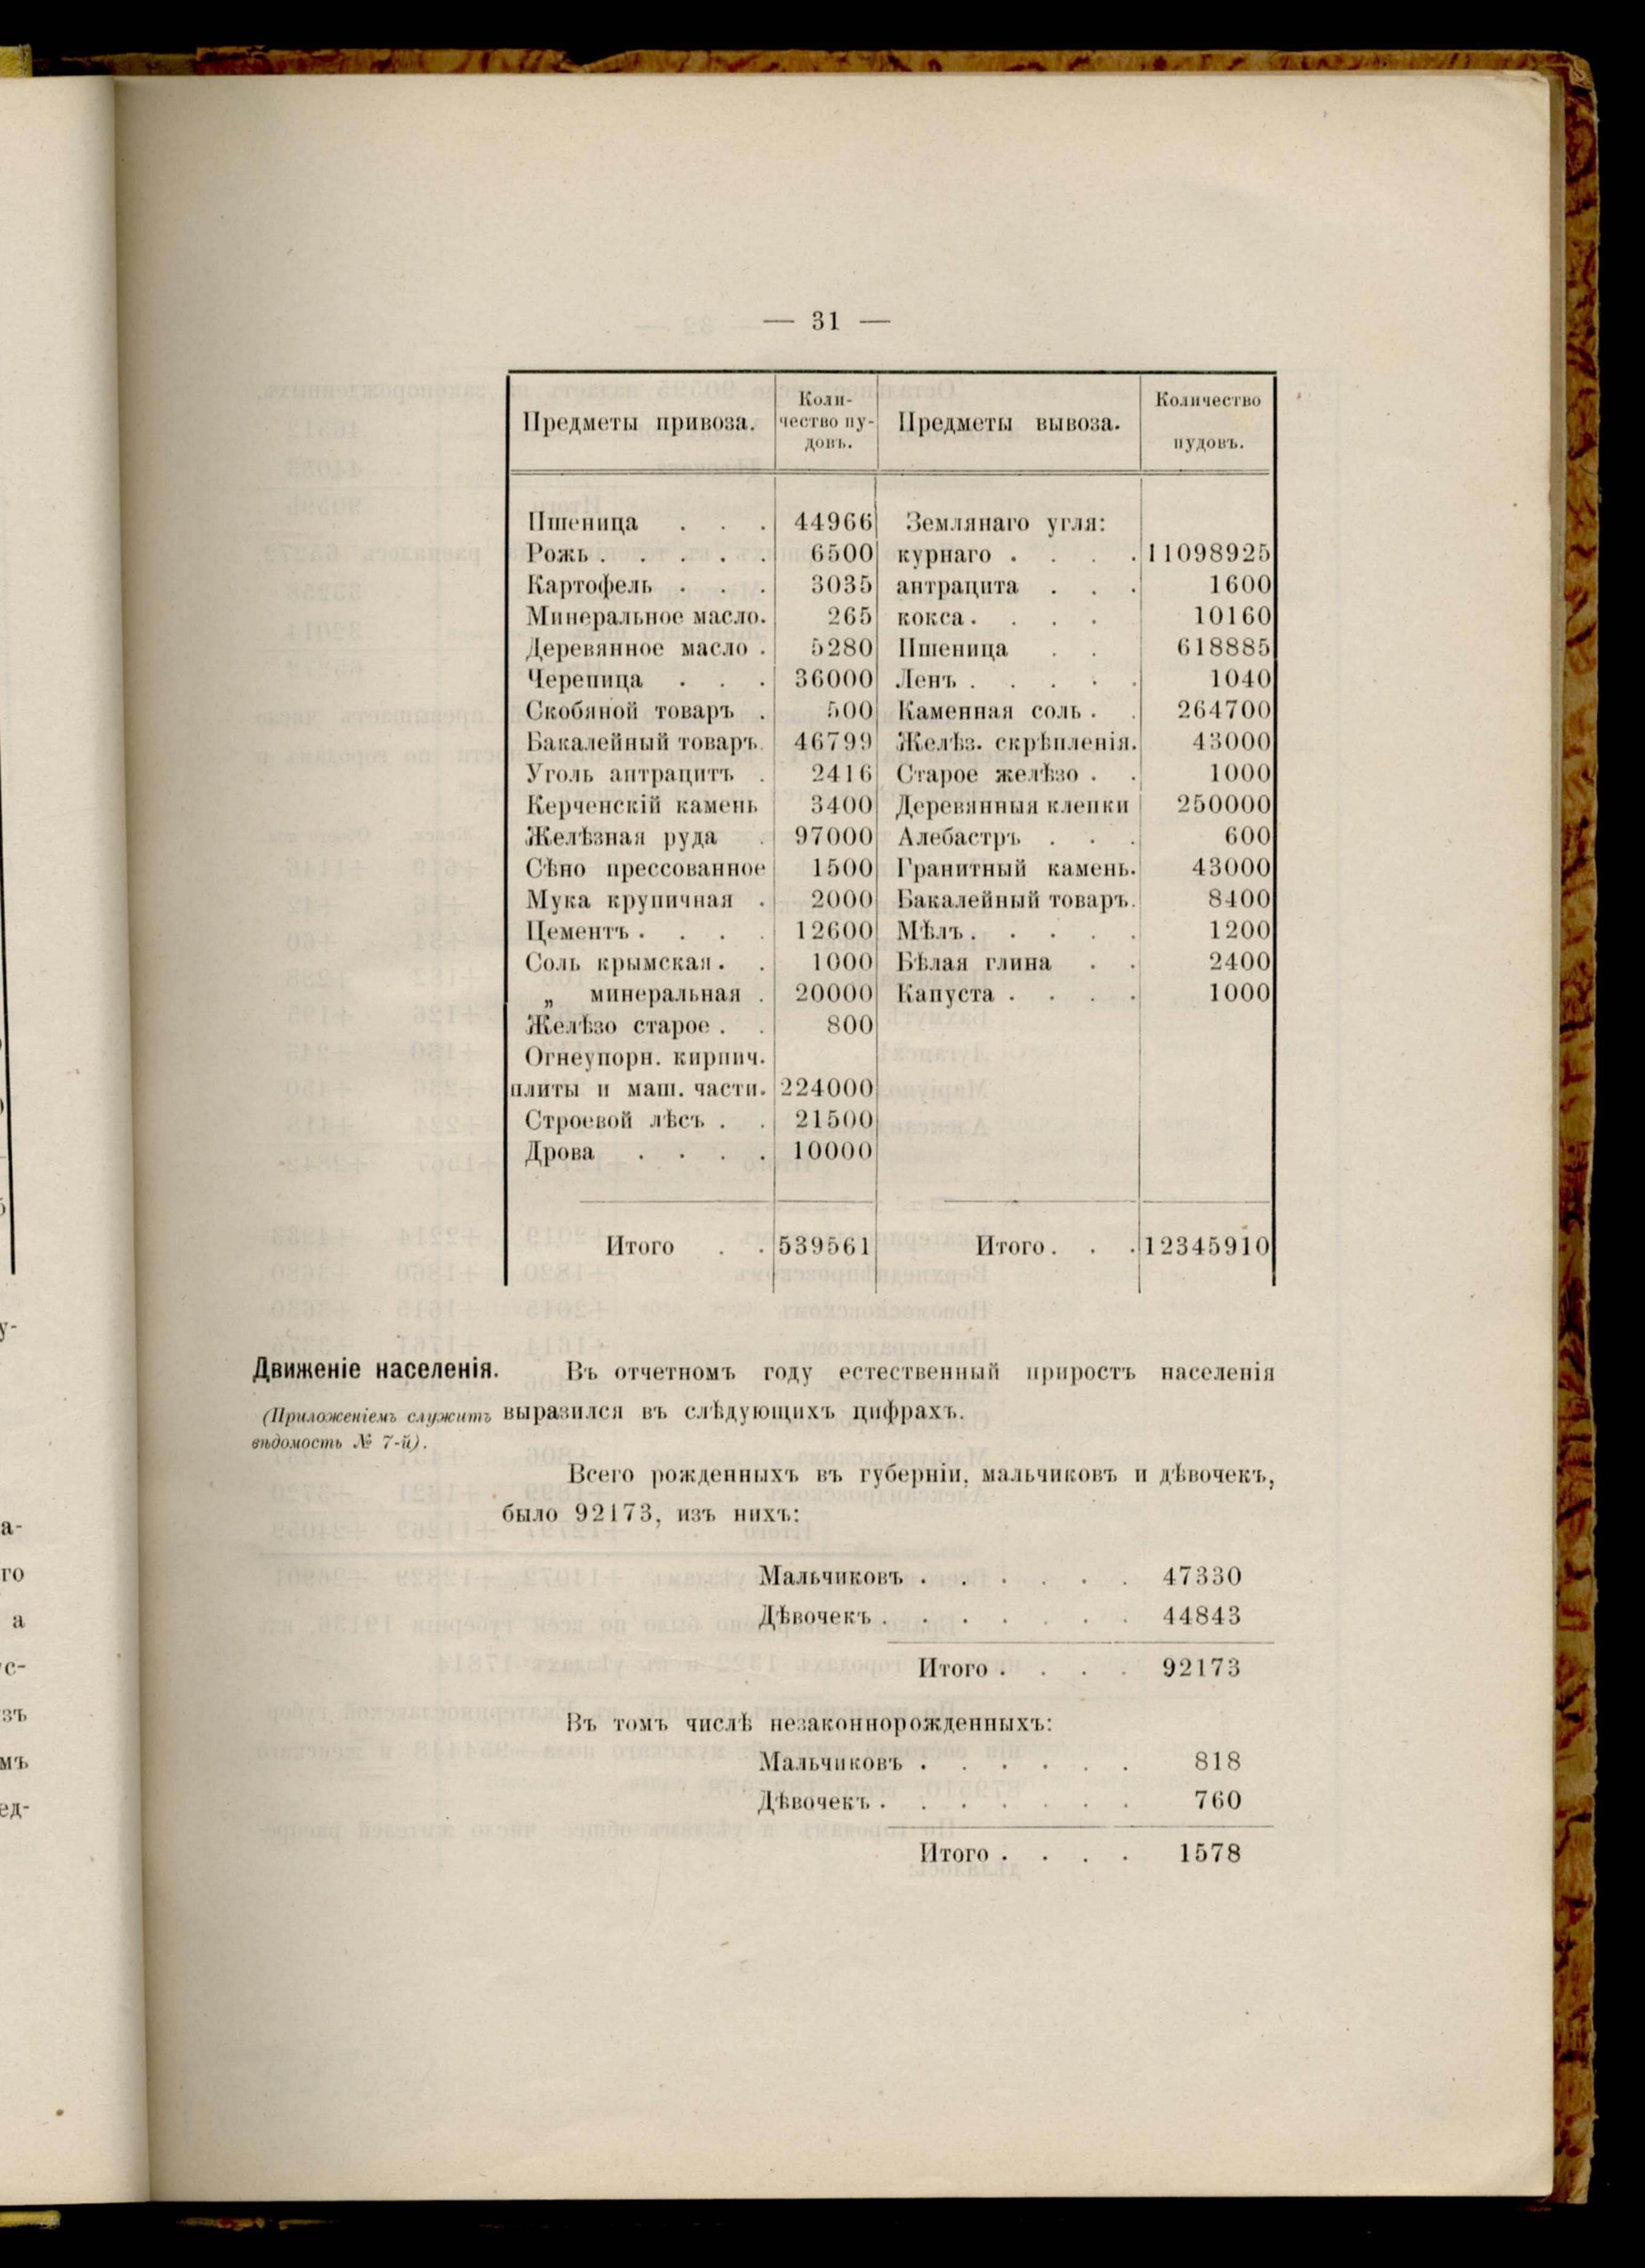 — 31 —
Предметы привоза. Коли-чество пу-довъ. Предметы вывоза. Количество пудовъ.
Пшеница . . . 44966 Землянаго угля:
Рожь . . . . . 6500 курнаго . . . . 11098925
Картофель . . . 3035 антрацита . . . 1600
Минеральное масло. 265 кокса . . . . 10160
Деревянное масло . 5280 Пшеница . . 618885
Черепица . . . 36000 Ленъ . . . . . 1040
Скобяной товаръ . 500 Каменная соль . . 264700
Бакалейный товаръ. 46799 Желѣз. скрѣпленія. 43000
Уголь антрацитъ . 2416 Старое желѣзо . . 1000
Керченскій камень 3400 Деревянныя клепки 250000
Желѣзная руда . 97000 Алебастръ . . . 600
Сѣно прессованное 1500 Гранитный камень. 43000
Мука крупичная . 2000 Бакалейный товаръ. 8400
Цементъ . . . . 12600 Мѣлъ . . . . . 1200
Соль крымская . . 1000 Бѣлая глина . . 2400
„ минеральная . 20000 Капуста . . . . 1000
Желѣзо старое . . 800
Огнеупорн. кирпич.
плиты и маш. части. 224000
Строевой лѣсъ . . 21500
Дрова . . . . 10000
Итого . . 539561 Итого . . . 12345910
Движеніе населенія. Въ отчетномъ году естественный приростъ населенія
(Приложеніемъ служитъ выразился въ слѣдующихъ цифрахъ.
вѣдомость № 7-й).
Всего рожденныхъ въ губерніи, мальчиковъ и дѣвочекъ,
было 92173, изъ нихъ:
Мальчиковъ . . . . . . 47330
Дѣвочекъ . . . . . . . 44843
Итого . . . . 92173
Въ томъ числѣ незаконнорожденныхъ:
Мальчиковъ . . . . . . 818
Дѣвочекъ . . . . . . . 760
Итого . . . . 1578